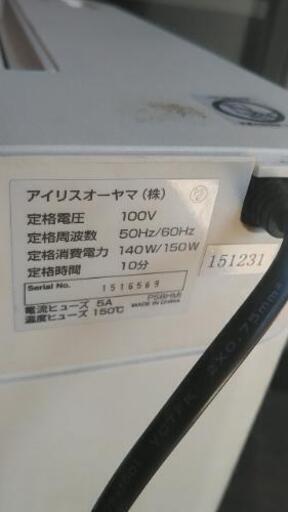 アイリスオーヤマ（株）
定格電圧 100V
定格周波数 50Hz/60Hz
定格消費電力 140W/150W
定格時間 10分
Serial No. 1516569
電流ヒューズ 5A
温度ヒューズ 150℃
MADE IN CHINA
151231
VCTFK 2X0.75mm²